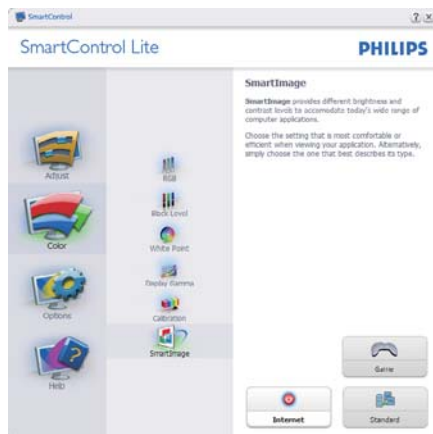 SmartControl
SmartControl Lite
PHILIPS
Adjust
Color
Options
Help
RGB
Black Level
White Point
Display Gamma
Calibration
SmartImage
SmartImage
SmartImage provides different brightness and
contrast levels to accomodate today's wide range of
computer applications.
Choose the setting that is most comfortable or
efficient when viewing your application. Alternatively,
simply choose the one that best describes its type.
Game
Internet
Standard